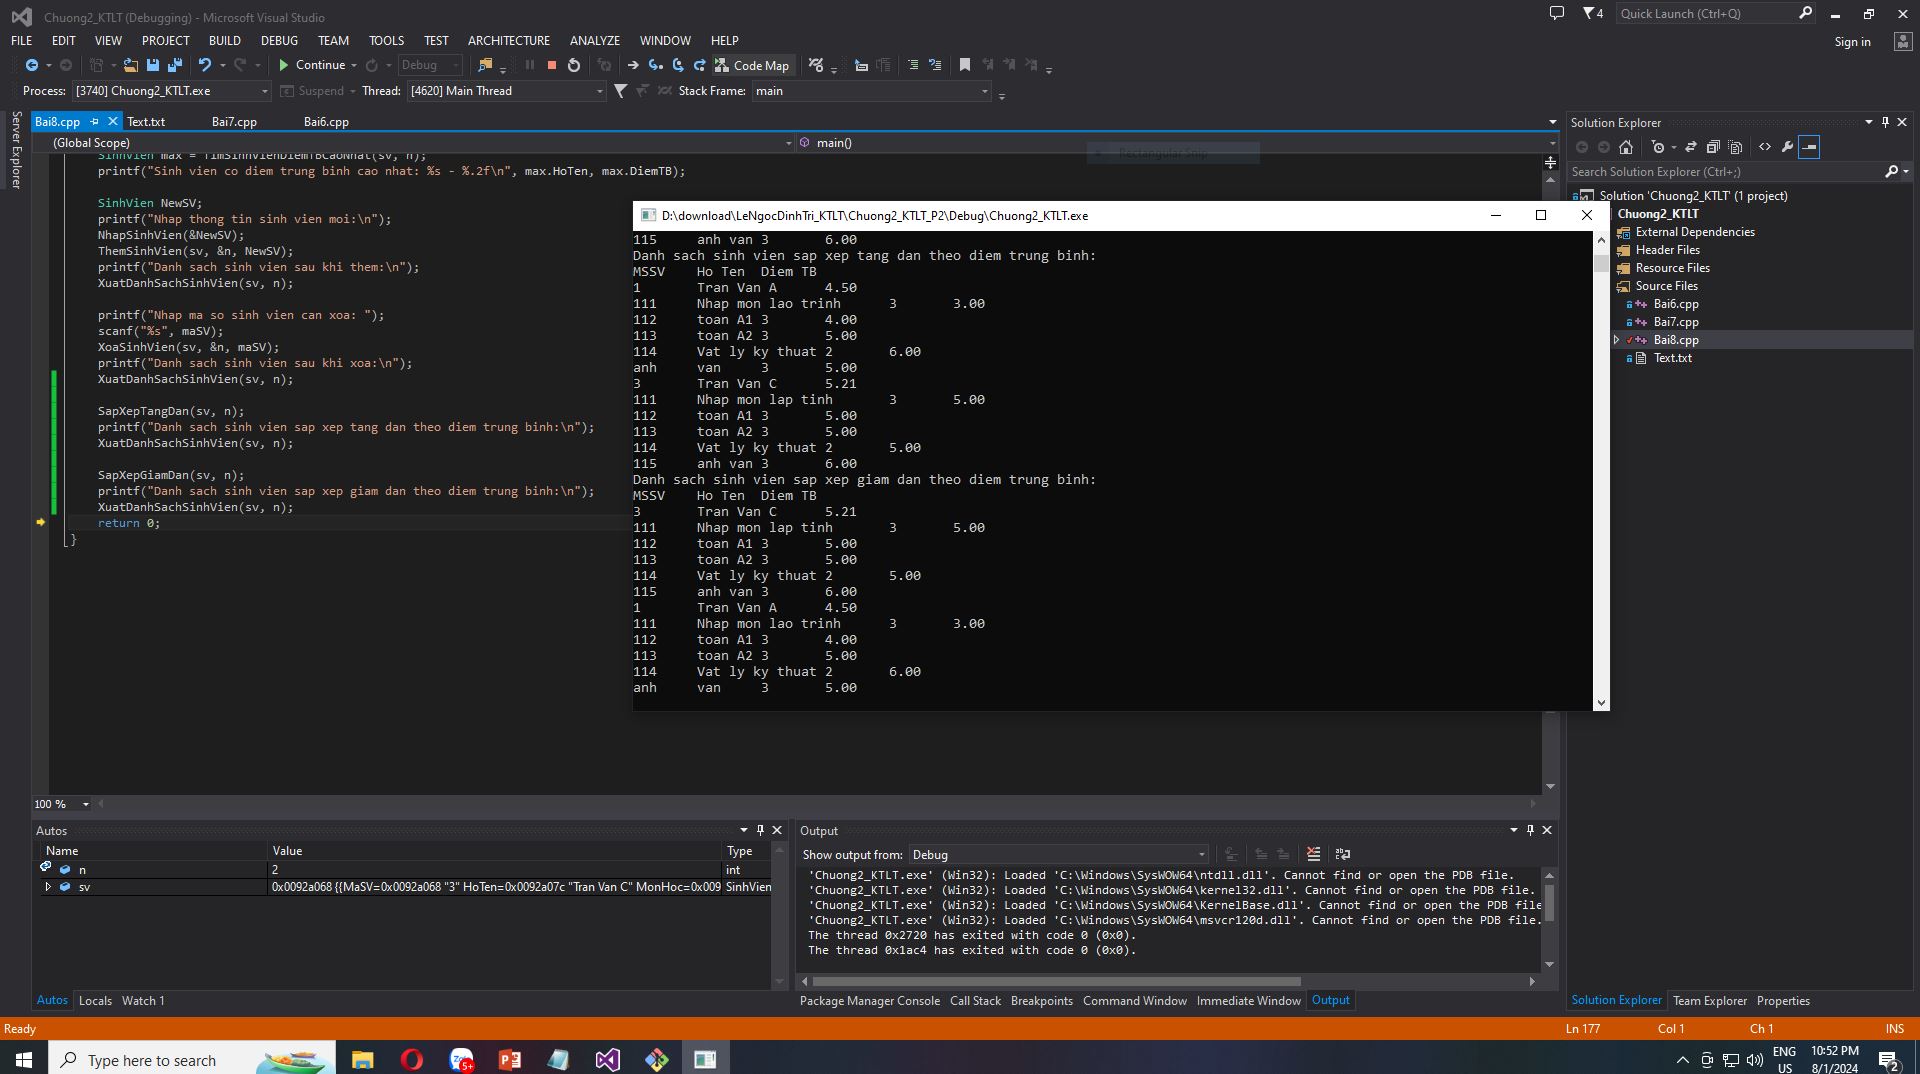 Chuong2_KTLT (Debugging) - Microsoft Visual Studio
4
Quick Launch (Ctrl+Q)
FILE EDIT VIEW PROJECT BUILD DEBUG TEAM TOOLS TEST ARCHITECTURE ANALYZE WINDOW HELP
Sign in
Continue Debug Code Map
Process: [3740] Chuong2_KTLT.exe Suspend Thread: [4620] Main Thread Stack Frame: main
Server Explorer
Bai8.cpp Text.txt Bai7.cpp Bai6.cpp
(Global Scope) main()
Rectangular Snip
SinhVien max = TimSinhVienDiemTBCaoNhat(sv, n);
printf("Sinh vien co diem trung binh cao nhat: %s - %.2f\n", max.HoTen, max.DiemTB);
SinhVien NewSV;
printf("Nhap thong tin sinh vien moi:\n");
NhapSinhVien(&NewSV);
ThemSinhVien(sv, &n, NewSV);
printf("Danh sach sinh vien sau khi them:\n");
XuatDanhSachSinhVien(sv, n);
printf("Nhap ma so sinh vien can xoa: ");
scanf("%s", maSV);
XoaSinhVien(sv, &n, maSV);
printf("Danh sach sinh vien sau khi xoa:\n");
XuatDanhSachSinhVien(sv, n);
SapXepTangDan(sv, n);
printf("Danh sach sinh vien sap xep tang dan theo diem trung binh:\n");
XuatDanhSachSinhVien(sv, n);
SapXepGiamDan(sv, n);
printf("Danh sach sinh vien sap xep giam dan theo diem trung binh:\n");
XuatDanhSachSinhVien(sv, n);
return 0;
}
D:\download\LeNgocDinhTri_KTLT\Chuong2_KTLT_P2\Debug\Chuong2_KTLT.exe
115 anh van 3 6.00
Danh sach sinh vien sap xep tang dan theo diem trung binh:
MSSV Ho Ten Diem TB
1 Tran Van A 4.50
111 Nhap mon lao trinh 3 3.00
112 toan A1 3 4.00
113 toan A2 3 5.00
114 Vat ly ky thuat 2 6.00
anh van 3 5.00
3 Tran Van C 5.21
111 Nhap mon lap tinh 3 5.00
112 toan A1 3 5.00
113 toan A2 3 5.00
114 Vat ly ky thuat 2 5.00
115 anh van 3 6.00
Danh sach sinh vien sap xep giam dan theo diem trung binh:
MSSV Ho Ten Diem TB
3 Tran Van C 5.21
111 Nhap mon lap tinh 3 5.00
112 toan A1 3 5.00
113 toan A2 3 5.00
114 Vat ly ky thuat 2 5.00
115 anh van 3 6.00
1 Tran Van A 4.50
111 Nhap mon lao trinh 3 3.00
112 toan A1 3 4.00
113 toan A2 3 5.00
114 Vat ly ky thuat 2 6.00
anh van 3 5.00
Solution Explorer
Search Solution Explorer (Ctrl+;)
Solution 'Chuong2_KTLT' (1 project)
Chuong2_KTLT
External Dependencies
Header Files
Resource Files
Source Files
Bai6.cpp
Bai7.cpp
Bai8.cpp
Text.txt
100 %
Autos
Name Value Type
n 2 int
sv 0x0092a068 {{MaSV=0x0092a068 "3" HoTen=0x0092a07c "Tran Van C" MonHoc=0x009 SinhVien
Autos Locals Watch 1
Output
Show output from: Debug
'Chuong2_KTLT.exe' (Win32): Loaded 'C:\Windows\SysWOW64\ntdll.dll'. Cannot find or open the PDB file.
'Chuong2_KTLT.exe' (Win32): Loaded 'C:\Windows\SysWOW64\kernel32.dll'. Cannot find or open the PDB file.
'Chuong2_KTLT.exe' (Win32): Loaded 'C:\Windows\SysWOW64\KernelBase.dll'. Cannot find or open the PDB file
'Chuong2_KTLT.exe' (Win32): Loaded 'C:\Windows\SysWOW64\msvcr120d.dll'. Cannot find or open the PDB file.
The thread 0x2720 has exited with code 0 (0x0).
The thread 0x1ac4 has exited with code 0 (0x0).
Package Manager Console Call Stack Breakpoints Command Window Immediate Window Output
Solution Explorer Team Explorer Properties
Ready Ln 177 Col 1 Ch 1 INS
Type here to search
Zalo 5+
ENG
US
10:52 PM
8/1/2024
2